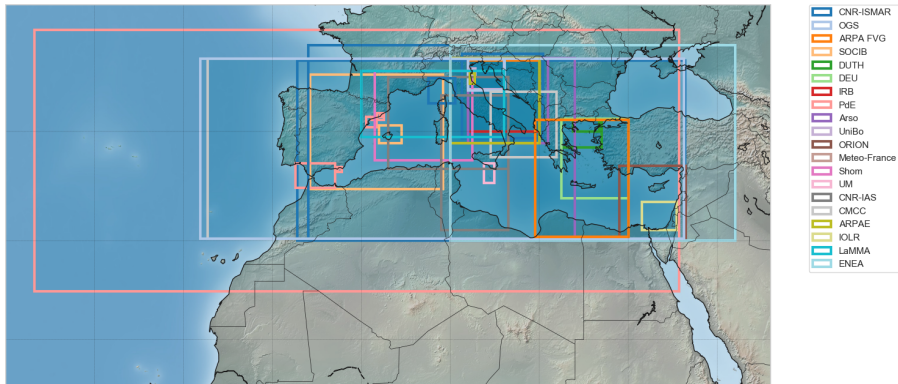 CNR-ISMAR
OGS
ARPA FVG
SOCIB
DUTH
DEU
IRB
PdE
Arso
UniBo
ORION
Meteo-France
Shom
UM
CNR-IAS
CMCC
ARPAE
IOLR
LaMMA
ENEA